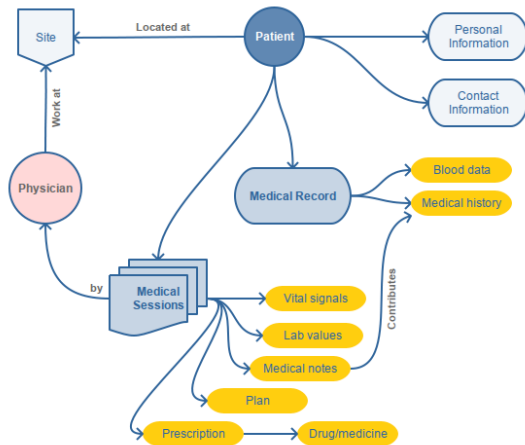 Located at
Site
Patient
Personal
Information
Contact
Information
Work at
Physician
Medical Record
Blood data
Medical history
by
Medical
Sessions
Vital signals
Contributes
Lab values
Medical notes
Plan
Prescription
Drug/medicine